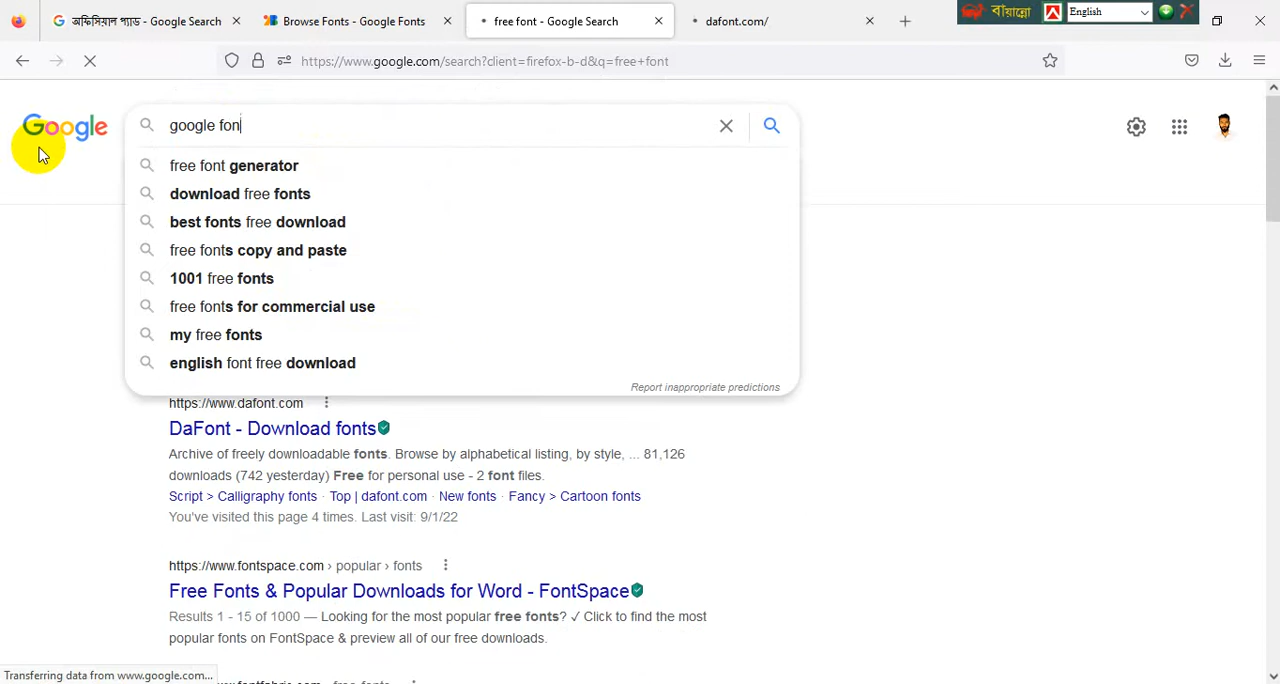 অফিসিয়াল প্যাড - Google Search
Browse Fonts - Google Fonts
free font - Google Search
dafont.com/
বায়ান্নো
English
https://www.google.com/search?client=firefox-b-d&q=free+font
Google
google fon
free font generator
download free fonts
best fonts free download
free fonts copy and paste
1001 free fonts
free fonts for commercial use
my free fonts
english font free download
Report inappropriate predictions
https://www.dafont.com
DaFont - Download fonts
Archive of freely downloadable fonts. Browse by alphabetical listing, by style, ... 81,126
downloads (742 yesterday) Free for personal use - 2 font files.
Script > Calligraphy fonts · Top | dafont.com · New fonts · Fancy > Cartoon fonts
You've visited this page 4 times. Last visit: 9/1/22
https://www.fontspace.com › popular › fonts
Free Fonts & Popular Downloads for Word - FontSpace
Results 1 - 15 of 1000 — Looking for the most popular free fonts? ✓ Click to find the most
popular fonts on FontSpace & preview all of our free downloads.
Transferring data from www.google.com...